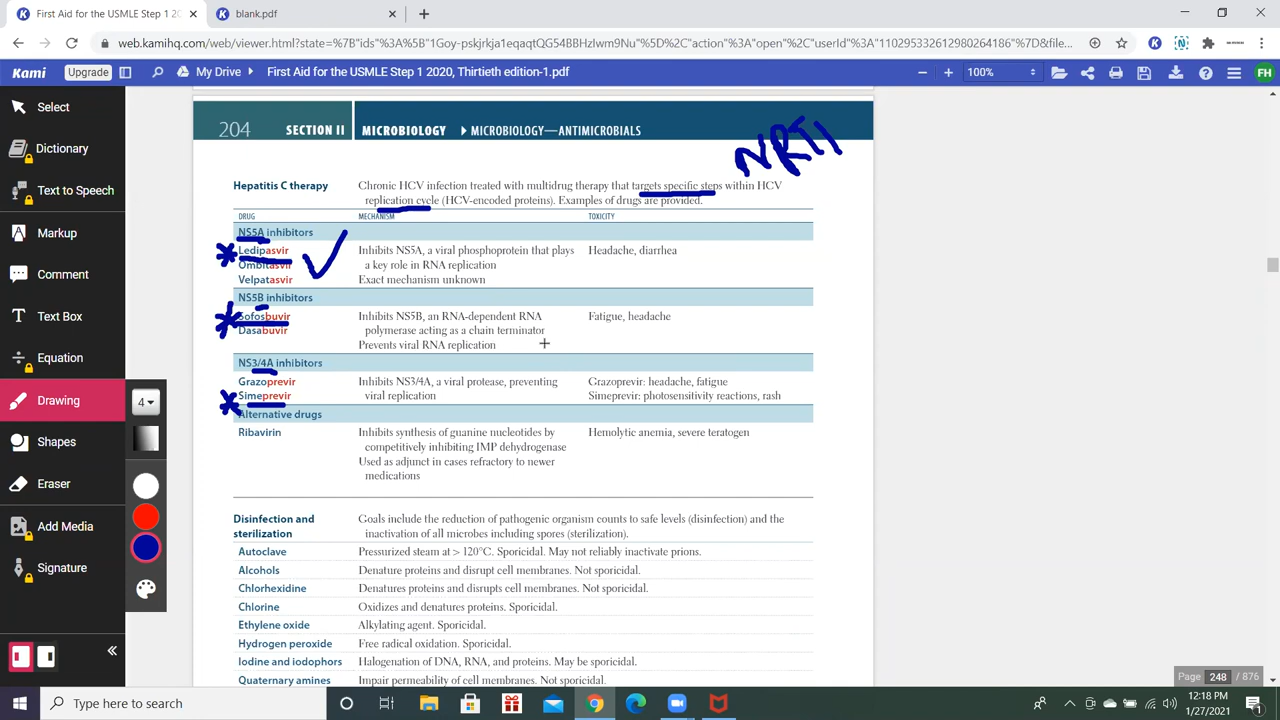 First Aid for the USMLE Step 1 20 × blank.pdf × +
web.kamihq.com/web/viewer.html?state=%7B"ids"%3A%5B"1Goy-pskjrkja1eqaqtQG54BBHzlwm9Nu"%5D%2C"action"%3A"open"%2C"userId"%3A"110295332612980264186"%7D&file...
Kami Upgrade My Drive First Aid for the USMLE Step 1 2020, Thirtieth edition-1.pdf 100% FH
Select
Dictionary
Text to Speech
Markup
Comment
Text Box
Equation
Drawing
4
Shapes
Eraser
Add Media
Signature
204 SECTION II MICROBIOLOGY MICROBIOLOGY—ANTIMICROBIALS
NRTI
Hepatitis C therapy Chronic HCV infection treated with multidrug therapy that targets specific steps within HCV
replication cycle (HCV-encoded proteins). Examples of drugs are provided.
DRUG MECHANISM TOXICITY
NS5A inhibitors
Ledipasvir Inhibits NS5A, a viral phosphoprotein that plays Headache, diarrhea
Ombitasvir a key role in RNA replication
Velpatasvir Exact mechanism unknown
NS5B inhibitors
Sofosbuvir Inhibits NS5B, an RNA-dependent RNA Fatigue, headache
Dasabuvir polymerase acting as a chain terminator
Prevents viral RNA replication
NS3/4A inhibitors
Grazoprevir Inhibits NS3/4A, a viral protease, preventing Grazoprevir: headache, fatigue
Simeprevir viral replication Simeprevir: photosensitivity reactions, rash
Alternative drugs
Ribavirin Inhibits synthesis of guanine nucleotides by Hemolytic anemia, severe teratogen
competitively inhibiting IMP dehydrogenase
Used as adjunct in cases refractory to newer
medications
Disinfection and Goals include the reduction of pathogenic organism counts to safe levels (disinfection) and the
sterilization inactivation of all microbes including spores (sterilization).
Autoclave Pressurized steam at > 120°C. Sporicidal. May not reliably inactivate prions.
Alcohols Denature proteins and disrupt cell membranes. Not sporicidal.
Chlorhexidine Denatures proteins and disrupts cell membranes. Not sporicidal.
Chlorine Oxidizes and denatures proteins. Sporicidal.
Ethylene oxide Alkylating agent. Sporicidal.
Hydrogen peroxide Free radical oxidation. Sporicidal.
Iodine and iodophors Halogenation of DNA, RNA, and proteins. May be sporicidal.
Quaternary amines Impair permeability of cell membranes. Not sporicidal.
Page 248 / 876
Type here to search
12:18 PM
1/27/2021